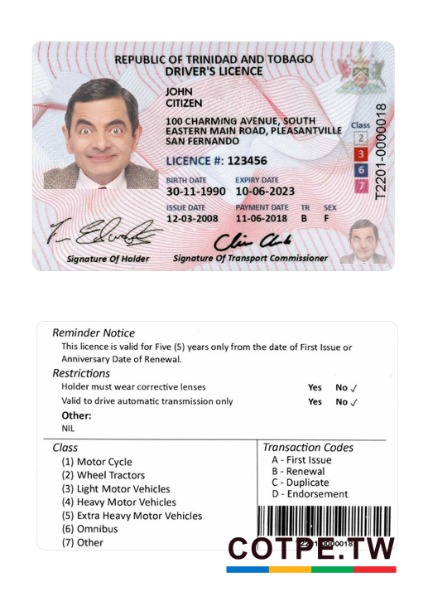 REPUBLIC OF TRINIDAD AND TOBAGO
DRIVER'S LICENCE
JOHN
CITIZEN
100 CHARMING AVENUE, SOUTH
EASTERN MAIN ROAD, PLEASANTVILLE
SAN FERNANDO
LICENCE #: 123456
BIRTH DATE EXPIRY DATE
30-11-1990 10-06-2023
ISSUE DATE PAYMENT DATE TR SEX
12-03-2008 11-06-2018 B F
Class
2
3
6
7
T2201-0000018
Signature Of Holder Signature Of Transport Commissioner
Reminder Notice
This licence is valid for Five (5) years only from the date of First Issue or
Anniversary Date of Renewal.
Restrictions
Holder must wear corrective lenses Yes No ✓
Valid to drive automatic transmission only Yes No ✓
Other:
NIL
Class
(1) Motor Cycle
(2) Wheel Tractors
(3) Light Motor Vehicles
(4) Heavy Motor Vehicles
(5) Extra Heavy Motor Vehicles
(6) Omnibus
(7) Other
Transaction Codes
A - First Issue
B - Renewal
C - Duplicate
D - Endorsement
COTPE.TW